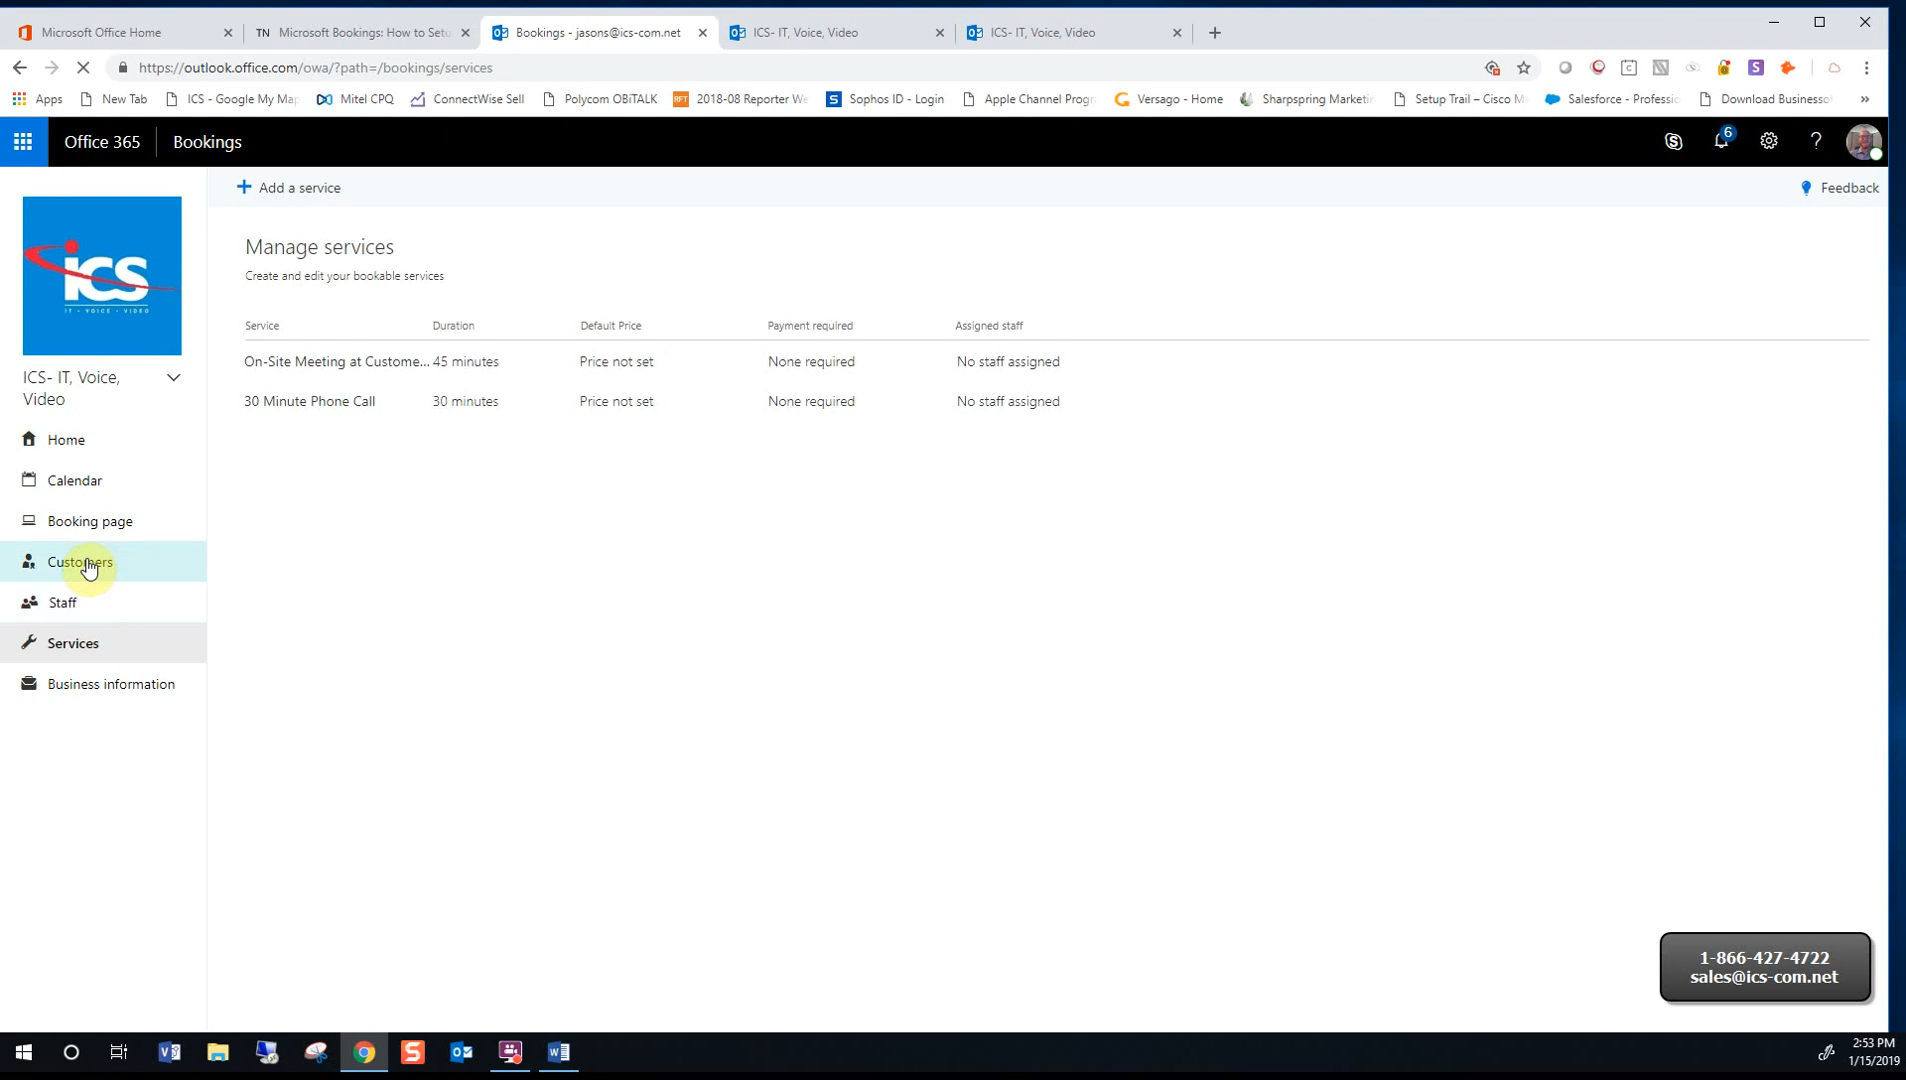 Microsoft Office Home
TN Microsoft Bookings: How to Setu
Bookings - jasons@ics-com.net
ICS- IT, Voice, Video
ICS- IT, Voice, Video
https://outlook.office.com/owa/?path=/bookings/services
Apps
New Tab
ICS - Google My Map
Mitel CPQ
ConnectWise Sell
Polycom OBiTALK
RFT 2018-08 Reporter We
Sophos ID - Login
Apple Channel Progr
Versago - Home
Sharpspring Marketin
Setup Trail – Cisco M
Salesforce - Professio
Download Businesso
Office 365
Bookings
6
Add a service
Feedback
iCS
IT • VOICE • VIDEO
ICS- IT, Voice,
Video
Home
Calendar
Booking page
Customers
Staff
Services
Business information
Manage services
Create and edit your bookable services
Service Duration Default Price Payment required Assigned staff
On-Site Meeting at Custome... 45 minutes Price not set None required No staff assigned
30 Minute Phone Call 30 minutes Price not set None required No staff assigned
1-866-427-4722
sales@ics-com.net
2:53 PM
1/15/2019